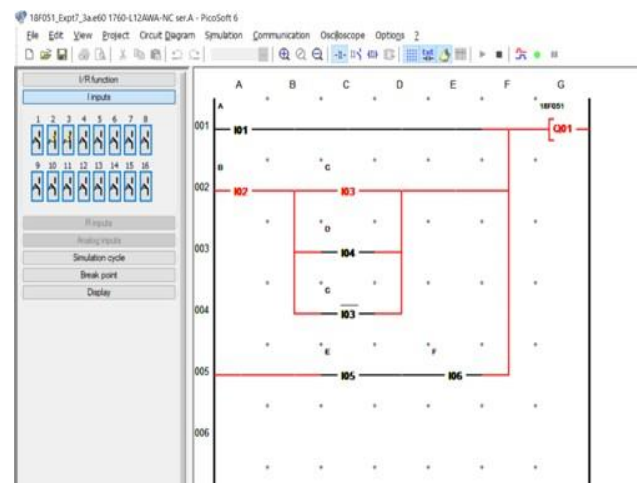 18F051_Expt7_3a.e60 1760-L12AWA-NC ser.A - PicoSoft 6
File Edit View Project Circuit Diagram Simulation Communication Oscilloscope Options ?
I/R function
I inputs
1 2 3 4 5 6 7 8
9 10 11 12 13 14 15 16
R inputs
Analog inputs
Simulation cycle
Break point
Display
A B C D E F G
A 18F051
001 I01 Q01
B C
002 I02 I03
D
003 I04
C
004 I03
E F
005 I05 I06
006